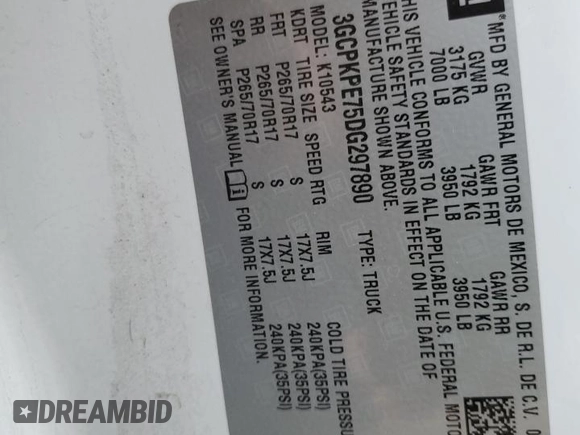 MFD BY GENERAL MOTORS DE MEXICO, S. DE R.L. DE C.V.
GVWR GAWR FRT GAWR RR
3175 KG 1792 KG 1792 KG
7000 LB 3950 LB 3950 LB
THIS VEHICLE CONFORMS TO ALL APPLICABLE U.S. FEDERAL MOTOR
VEHICLE SAFETY STANDARDS IN EFFECT ON THE DATE OF
MANUFACTURE SHOWN ABOVE.
3GCPKPE75DG297890 TYPE: TRUCK
MODEL: K10543
KDRT TIRE SIZE SPEED RTG RIM COLD TIRE PRESSU
FRT P265/70R17 S 17X7.5J 240KPA(35PSI)
RR P265/70R17 S 17X7.5J 240KPA(35PSI)
SPA P265/70R17 S 17X7.5J 240KPA(35PSI)
SEE OWNER'S MANUAL i FOR MORE INFORMATION.
DREAMBID